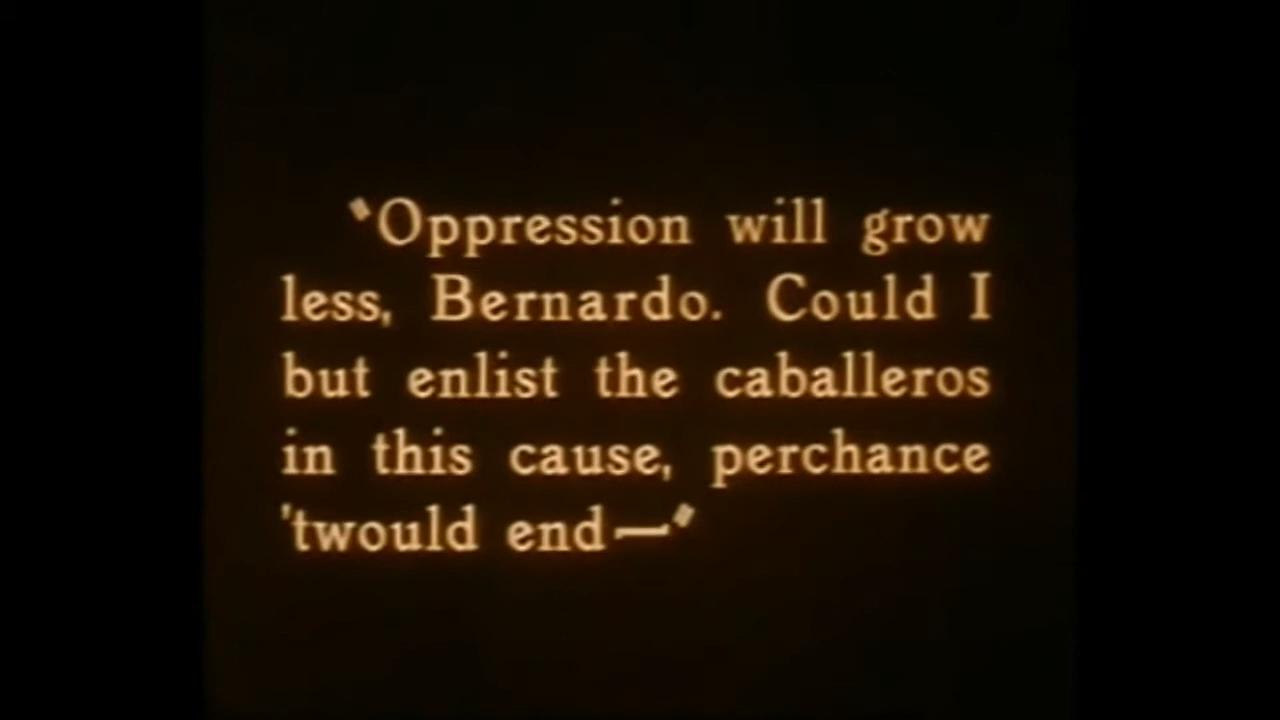 "Oppression will grow
less, Bernardo. Could I
but enlist the caballeros
in this cause, perchance
'twould end—"